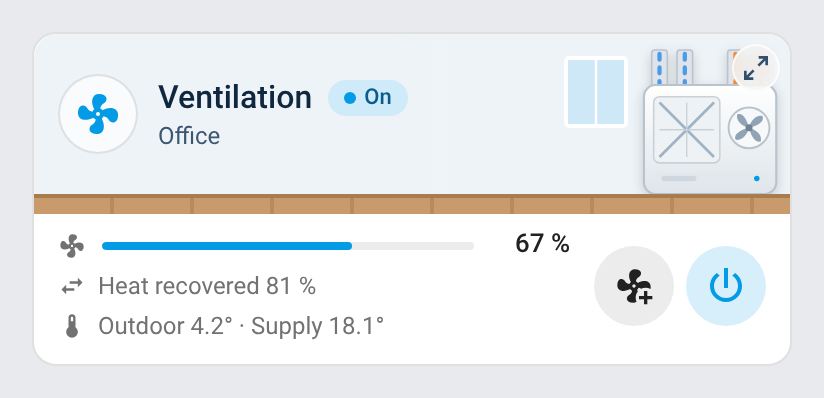 Ventilation
On
Office
67 %
Heat recovered 81 %
Outdoor 4.2° · Supply 18.1°